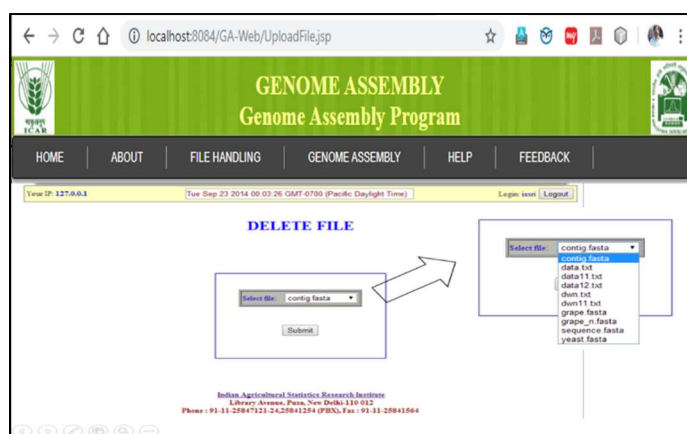 localhost:8084/GA-Web/UploadFile.jsp
GENOME ASSEMBLY
Genome Assembly Program
ICAR
HOME
ABOUT
FILE HANDLING
GENOME ASSEMBLY
HELP
FEEDBACK
Your IP: 127.0.0.1
Tue Sep 23 2014 00:03:26 GMT-0700 (Pacific Daylight Time)
Login: iasri Logout
DELETE FILE
Select file: contig.fasta
Submit
Select file: contig.fasta
contig.fasta
data.txt
data11.txt
data12.txt
dwn.txt
dwn11.txt
grape.fasta
grape_n.fasta
sequence.fasta
yeast.fasta
Indian Agricultural Statistics Research Institute
Library Avenue, Pusa, New Delhi-110 012
Phone : 91-11-25847121-24,25841254 (PBX), Fax : 91-11-25841564